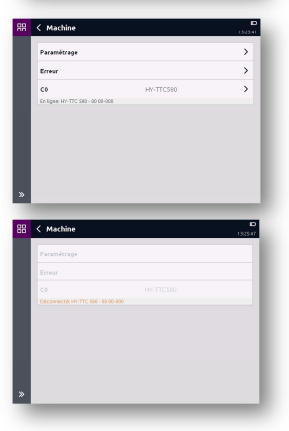 Machine
13:25:41
Paramétrage
Erreur
C0 HY-TTC580
En ligne: HY-TTC 580 - 00 00-000
Machine
13:25:47
Paramétrage
Erreur
C0 HY-TTC580
Déconnecté: HY-TTC 580 - 00 00-000